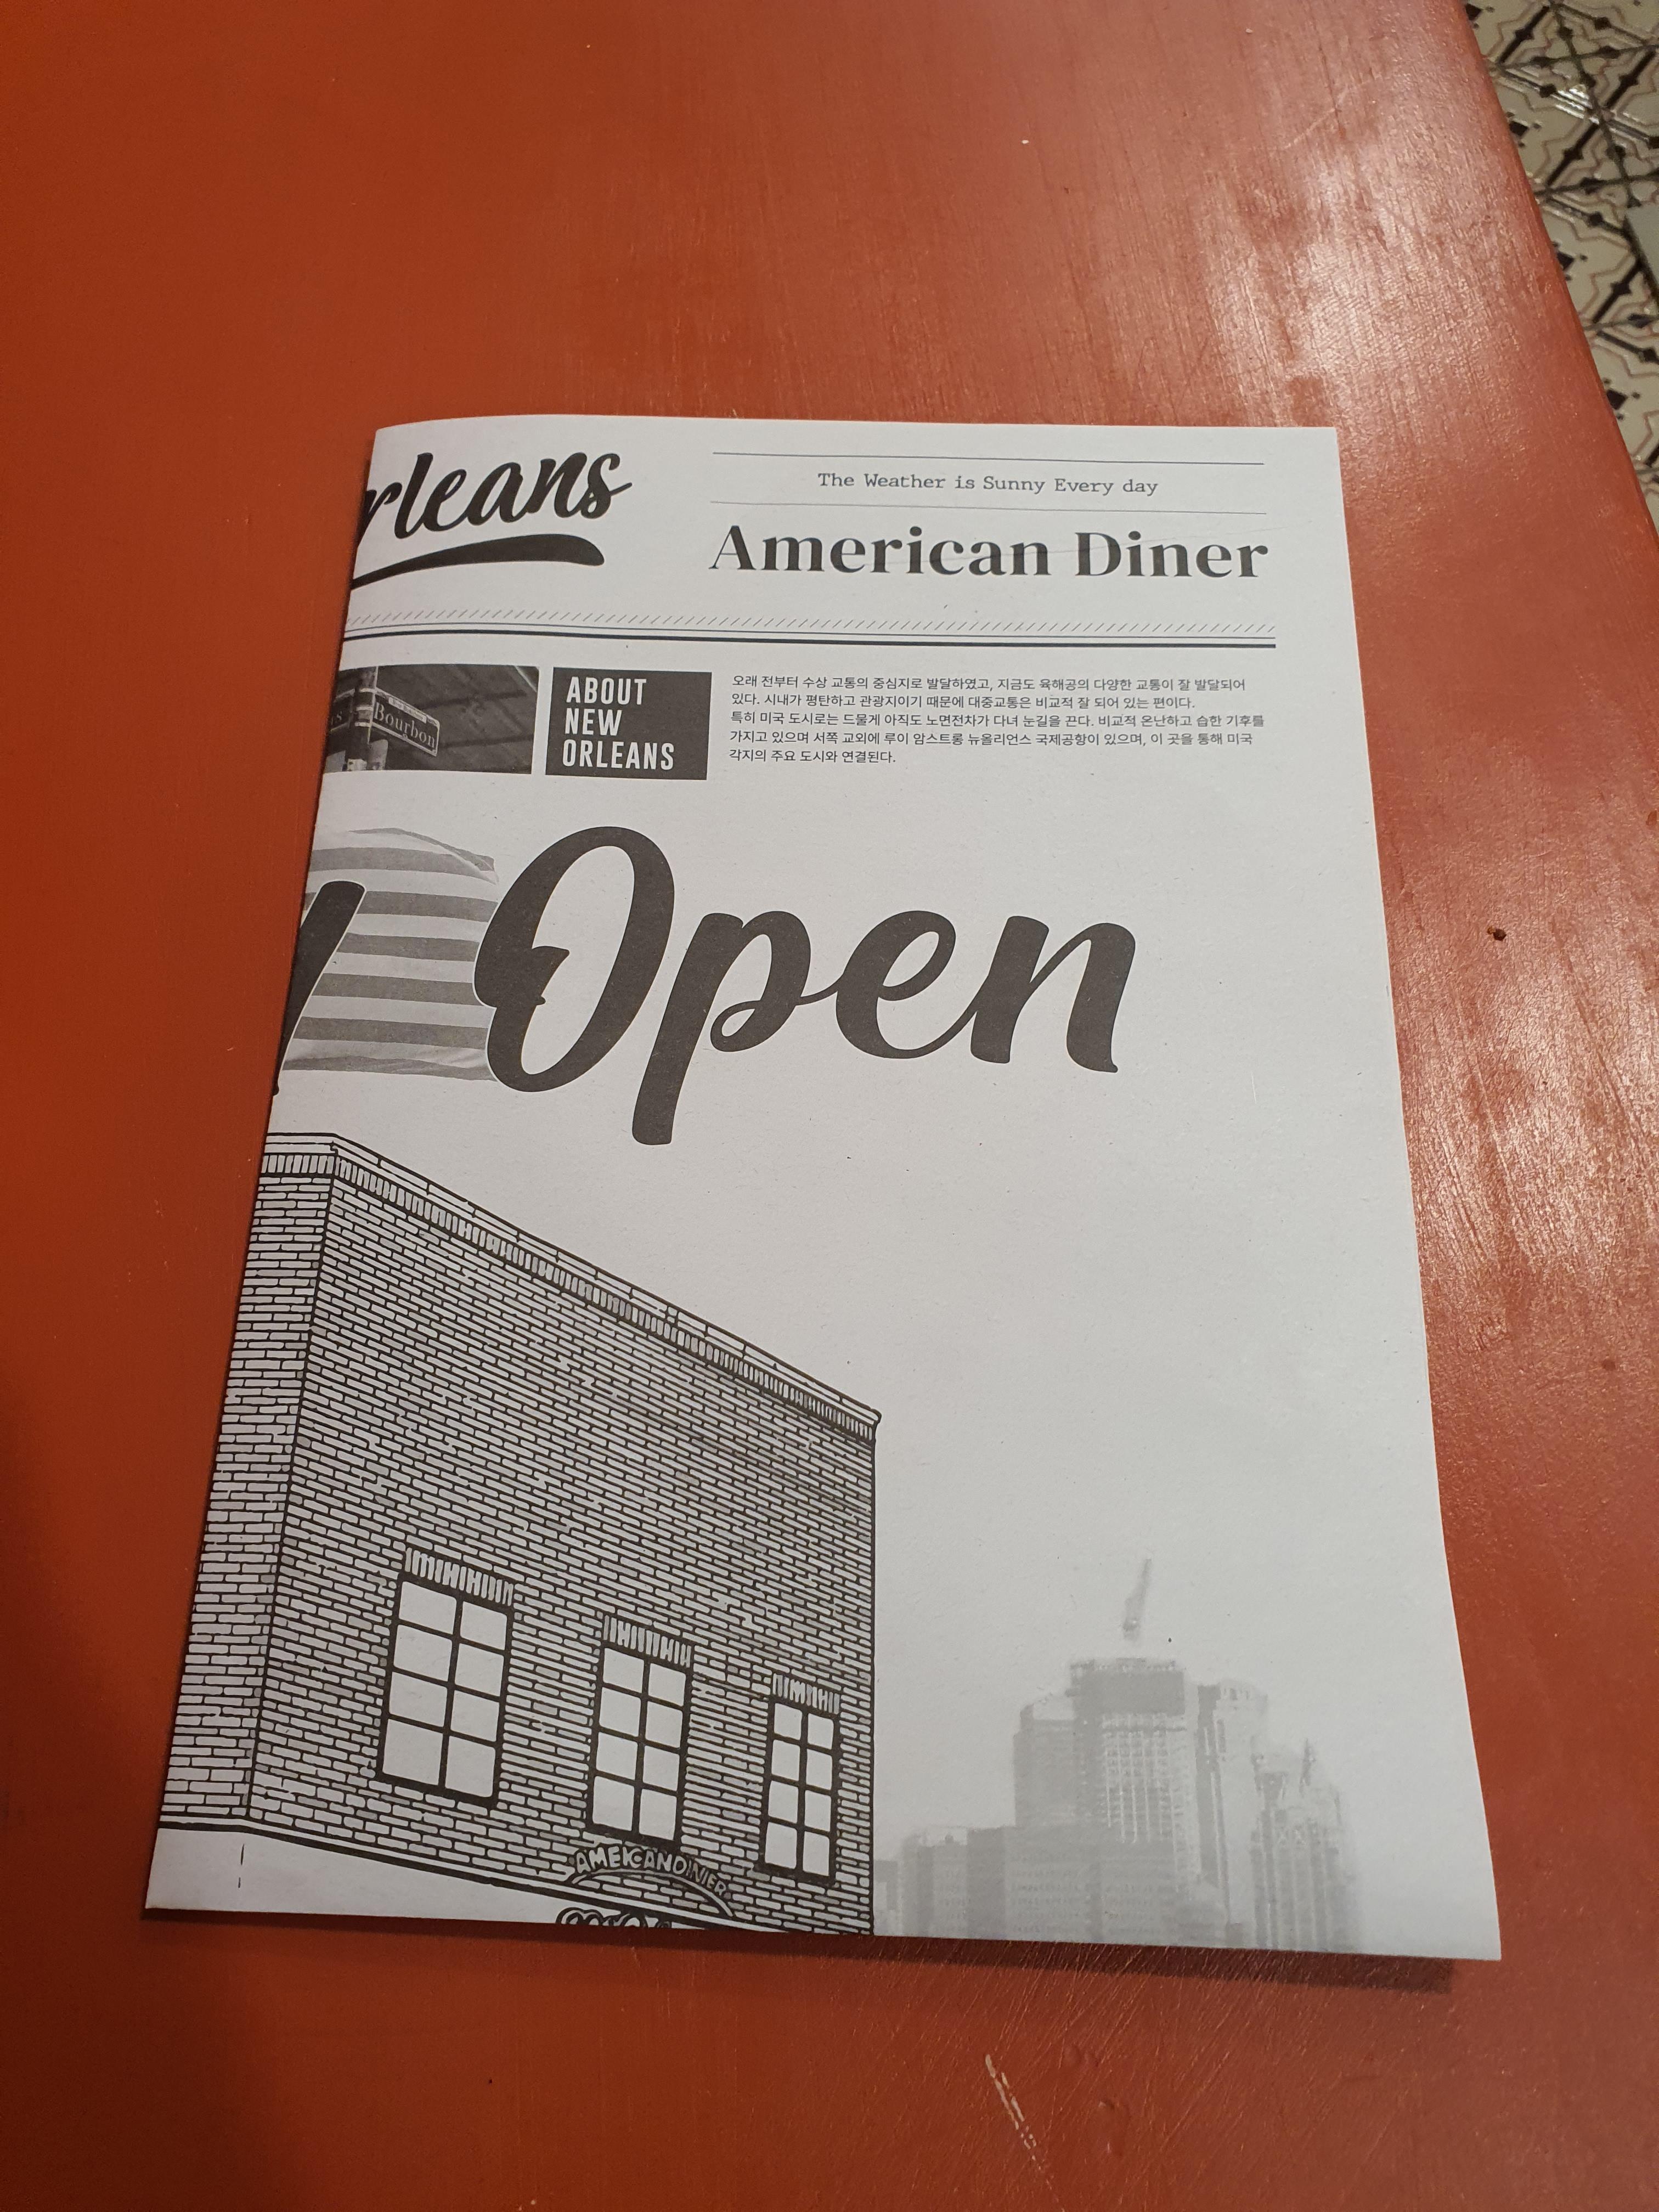 rleans
The Weather is Sunny Every day
American Diner
Bourbon
ABOUT
NEW
ORLEANS
오래 전부터 수상 교통의 중심지로 발달하였고, 지금도 육해공의 다양한 교통이 잘 발달되어
있다. 시내가 평탄하고 관광지이기 때문에 대중교통은 비교적 잘 되어 있는 편이다.
특히 미국 도시로는 드물게 아직도 노면전차가 다녀 눈길을 끈다. 비교적 온난하고 습한 기후를
가지고 있으며 서쪽 교외에 루이 암스트롱 뉴올리언스 국제공항이 있으며, 이 곳을 통해 미국
각지의 주요 도시와 연결된다.
Open